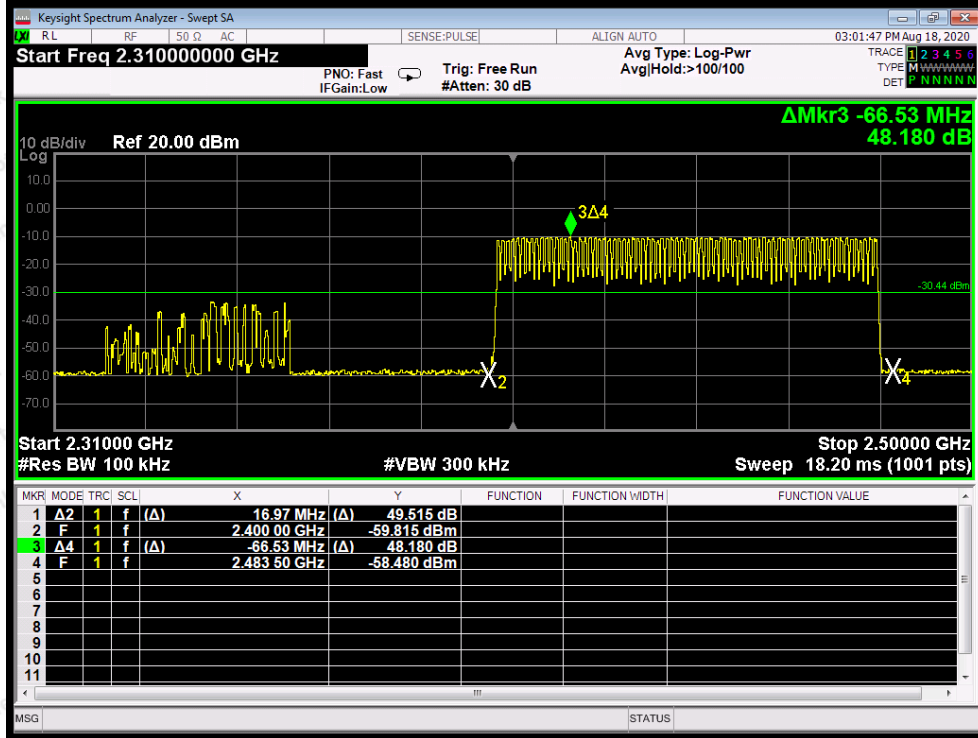 Keysight Spectrum Analyzer - Swept SA
LXI RL RF 50 Ω AC SENSE:PULSE ALIGN AUTO 03:01:47 PM Aug 18, 2020
Start Freq 2.310000000 GHz
PNO: Fast
IFGain:Low
Trig: Free Run
#Atten: 30 dB
Avg Type: Log-Pwr
Avg|Hold:>100/100
TRACE 1 2 3 4 5 6
TYPE M WWWWW
DET P N N N N N
ΔMkr3 -66.53 MHz
48.180 dB
10 dB/div Ref 20.00 dBm
Log
10.0
0.00
3Δ4
-10.0
-20.0
-30.0
-30.44 dBm
-40.0
-50.0
-60.0
2
4
-70.0
Start 2.31000 GHz Stop 2.50000 GHz
#Res BW 100 kHz #VBW 300 kHz Sweep 18.20 ms (1001 pts)
MKR MODE TRC SCL X Y FUNCTION FUNCTION WIDTH FUNCTION VALUE
1 Δ2 1 f (Δ) 16.97 MHz (Δ) 49.515 dB
2 F 1 f 2.400 00 GHz -59.815 dBm
3 Δ4 1 f (Δ) -66.53 MHz (Δ) 48.180 dB
4 F 1 f 2.483 50 GHz -58.480 dBm
5
6
7
8
9
10
11
MSG STATUS